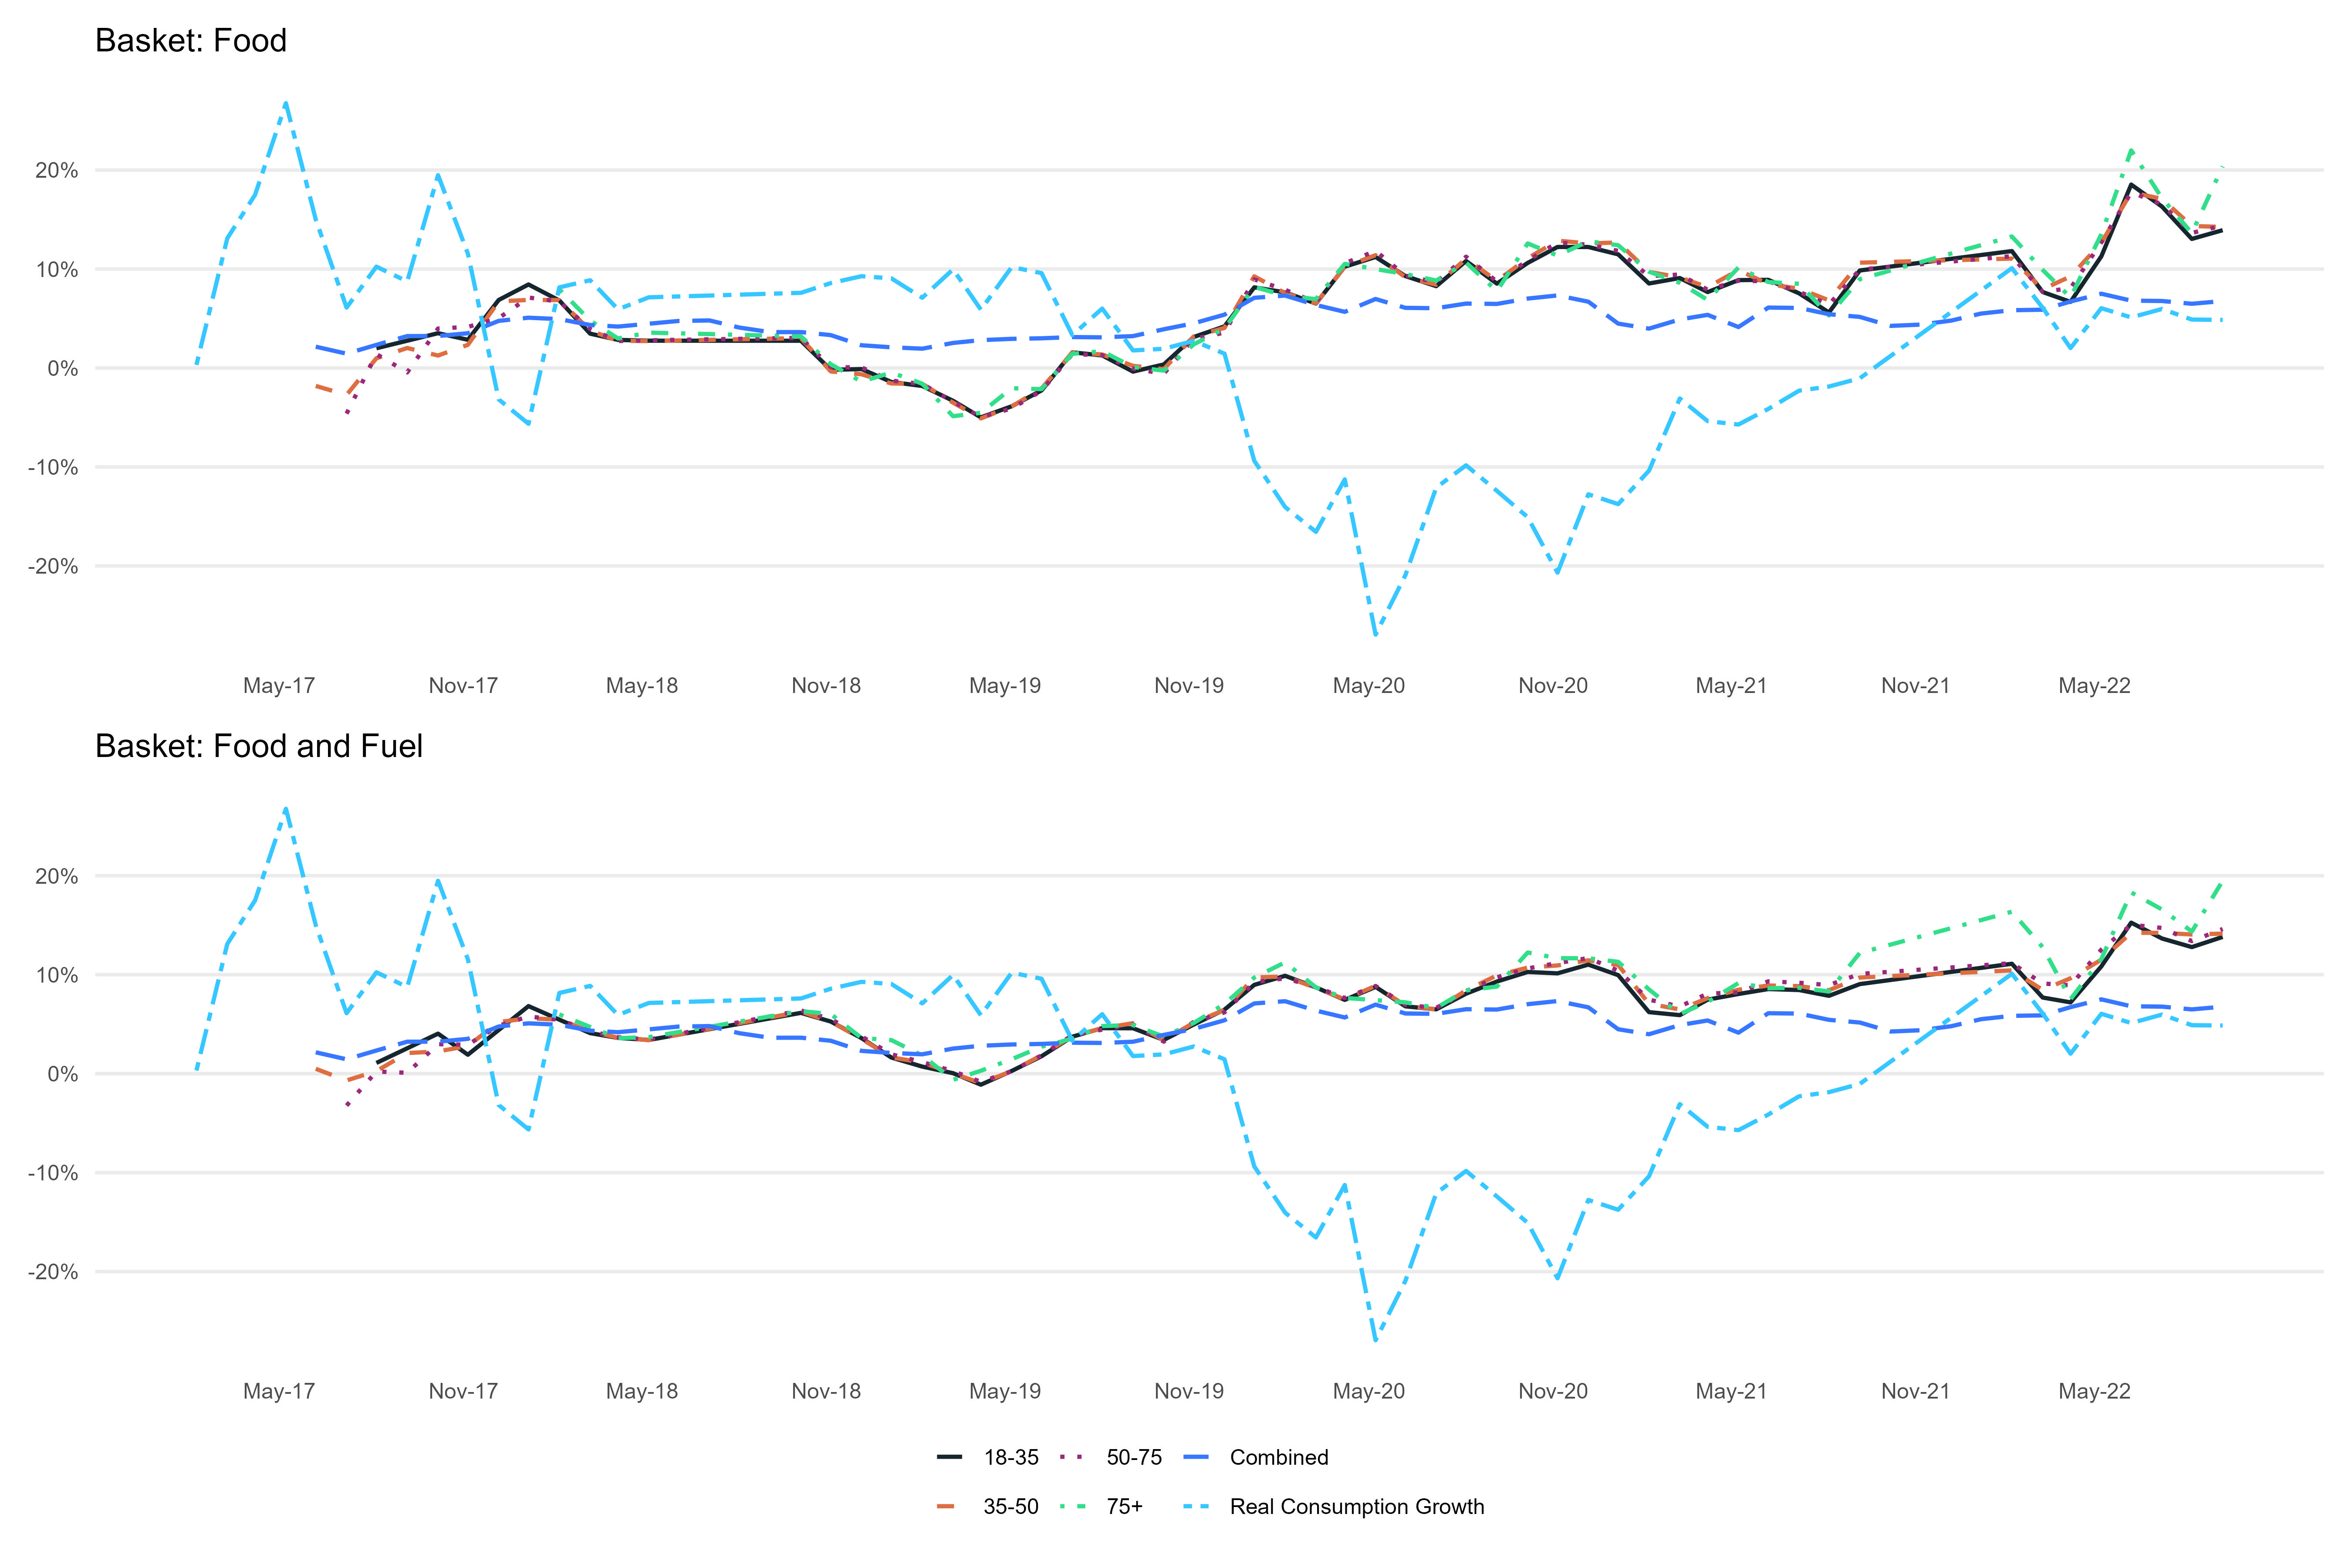 Basket: Food
20%
10%
0%
-10%
-20%
May-17 Nov-17 May-18 Nov-18 May-19 Nov-19 May-20 Nov-20 May-21 Nov-21 May-22
Basket: Food and Fuel
20%
10%
0%
-10%
-20%
May-17 Nov-17 May-18 Nov-18 May-19 Nov-19 May-20 Nov-20 May-21 Nov-21 May-22
18-35 50-75 Combined
35-50 75+ Real Consumption Growth